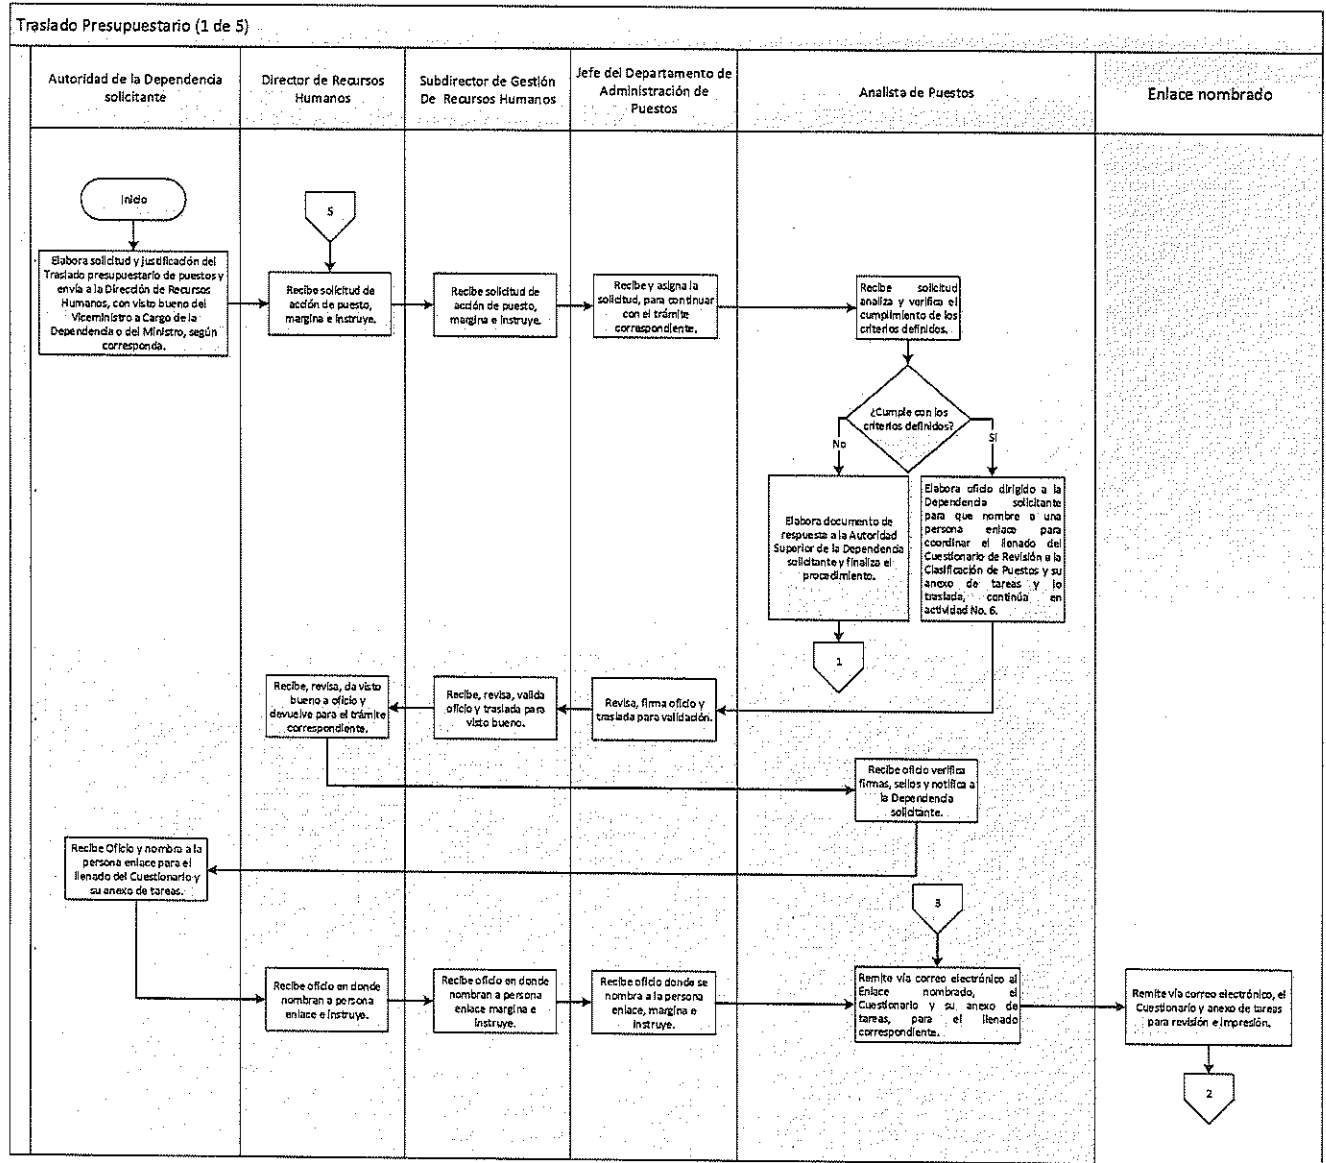 Traslado Presupuestario (1 de 5)
Autoridad de la Dependencia
solicitante
Director de Recursos
Humanos
Subdirector de Gestión
De Recursos Humanos
Jefe del Departamento de
Administración de
Puestos
Analista de Puestos
Enlace nombrado
Inicio
5
Elabora solicitud y justificación del
Traslado presupuestario de puestos y
envía a la Dirección de Recursos
Humanos, con visto bueno del
Viceministro a Cargo de la
Dependencia o del Ministro, según
corresponda.
Recibe solicitud de
acción de puesto,
margina e instruye.
Recibe solicitud de
acción de puesto,
margina e instruye.
Recibe y asigna la
solicitud, para continuar
con el trámite
correspondiente.
Recibe solicitud
analiza y verifica el
cumplimiento de los
criterios definidos.
¿Cumple con los
criterios definidos?
No
Sí
Elabora documento de
respuesta a la Autoridad
Superior de la Dependencia
solicitante y finaliza el
procedimiento.
Elabora oficio dirigido a la
Dependencia solicitante
para que nombre a una
persona enlace para
coordinar el llenado del
Cuestionario de Revisión a la
Clasificación de Puestos y su
anexo de tareas y lo
traslada, continúa en
actividad No. 6.
1
Recibe, revisa, da visto
bueno a oficio y
devuelve para el trámite
correspondiente.
Recibe, revisa, valida
oficio y traslada para
visto bueno.
Revisa, firma oficio y
traslada para validación.
Recibe oficio verifica
firmas, sellos y notifica a
la Dependencia
solicitante.
Recibe Oficio y nombra a la
persona enlace para el
llenado del Cuestionario y
su anexo de tareas.
3
Recibe oficio en donde
nombran a persona
enlace e instruye.
Recibe oficio en donde
nombran a persona
enlace margina e
instruye.
Recibe oficio donde se
nombra a la persona
enlace, margina e
instruye.
Remite vía correo electrónico al
Enlace nombrado, el
Cuestionario y su anexo de
tareas, para el llenado
correspondiente.
Remite vía correo electrónico, el
Cuestionario y anexo de tareas
para revisión e impresión.
2